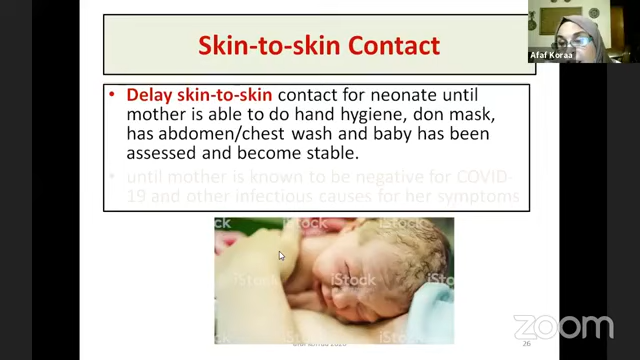 Skin-to-skin Contact
Afaf Koraa
• Delay skin-to-skin contact for neonate until
mother is able to do hand hygiene, don mask,
has abdomen/chest wash and baby has been
assessed and become stable.
• until mother is known to be negative for COVID-
19 and other infectious causes for her symptoms
iStock
iStock
iStock
iStock
iStock
iStock
zoom
26